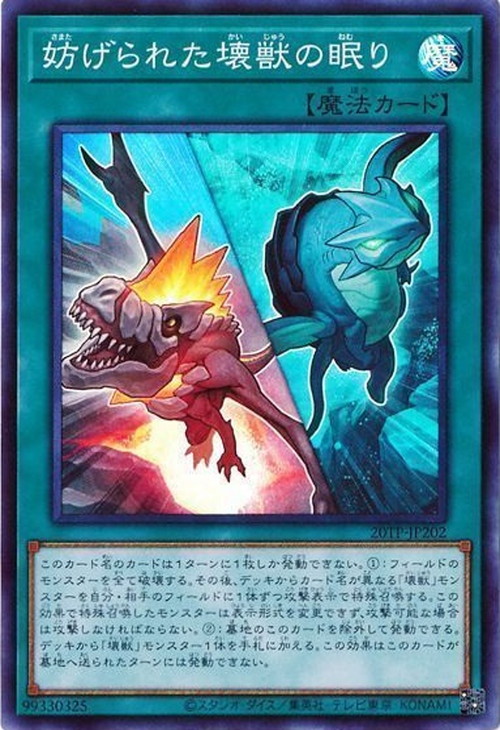 妨げられた壊獣の眠り 魔
【魔法カード】
20TP-JP202
このカード名のカードは1ターンに1枚しか発動できない。①：フィールドの
モンスターを全て破壊する。その後、デッキからカード名が異なる「壊獣」モン
スターを自分・相手のフィールドに1体ずつ攻撃表示で特殊召喚する。この
効果で特殊召喚したモンスターは表示形式を変更できず、攻撃可能な場合
は攻撃しなければならない。②：墓地のこのカードを除外して発動できる。
デッキから「壊獣」モンスター1体を手札に加える。この効果はこのカードが
墓地へ送られたターンには発動できない。
99330325 ©スタジオ・ダイス／集英社・テレビ東京・KONAMI